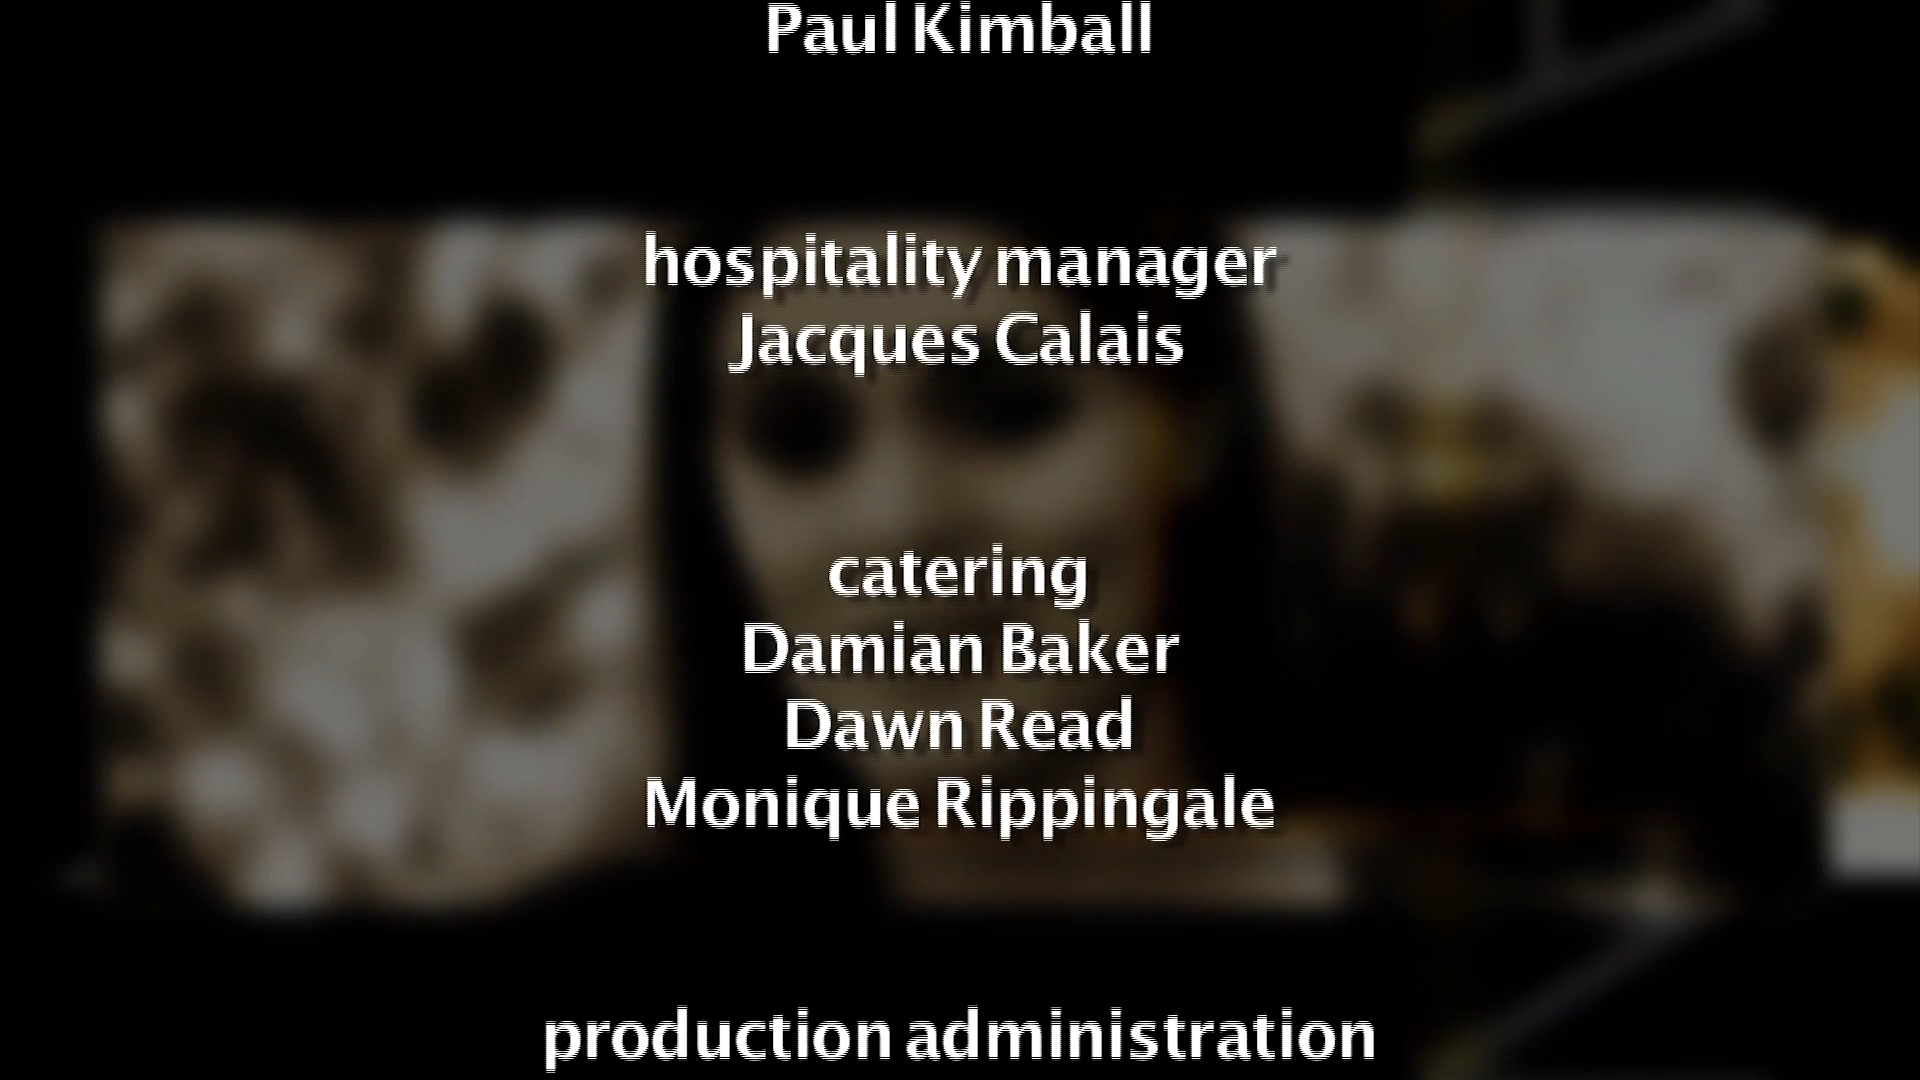 Paul Kimball
hospitality manager
Jacques Calais
catering
Damian Baker
Dawn Read
Monique Rippingale
production administration